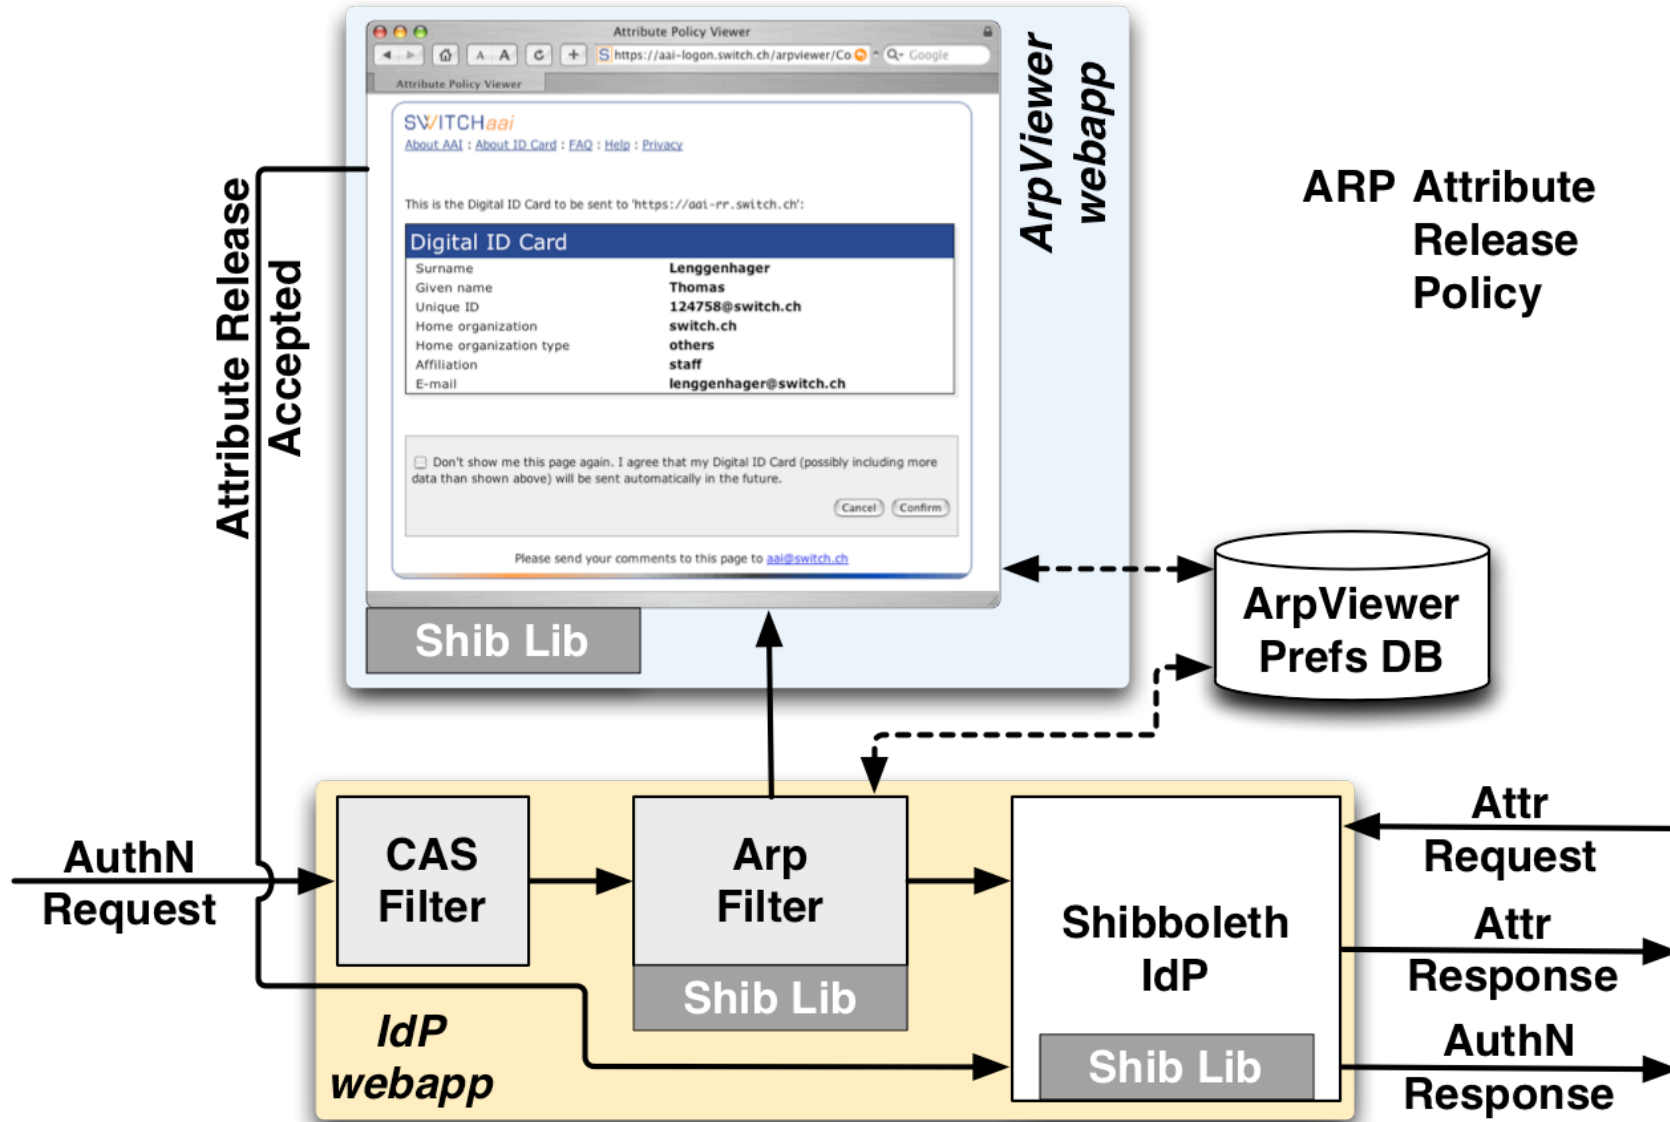 Attribute Policy Viewer
A A
+
S https://aai-logon.switch.ch/arpviewer/Co
Q- Google
Attribute Policy Viewer
SWITCHaai
About AAI : About ID Card : FAQ : Help : Privacy
This is the Digital ID Card to be sent to 'https://aai-rr.switch.ch':
Digital ID Card
Surname Lenggenhager
Given name Thomas
Unique ID 124758@switch.ch
Home organization switch.ch
Home organization type others
Affiliation staff
E-mail lenggenhager@switch.ch
Don't show me this page again. I agree that my Digital ID Card (possibly including more
data than shown above) will be sent automatically in the future.
Cancel Confirm
Please send your comments to this page to aai@switch.ch
Shib Lib
ArpViewer
webapp
Attribute Release
Accepted
ARP Attribute
Release
Policy
ArpViewer
Prefs DB
AuthN
Request
CAS
Filter
Arp
Filter
Shib Lib
Shibboleth
IdP
Shib Lib
IdP
webapp
Attr
Request
Attr
Response
AuthN
Response